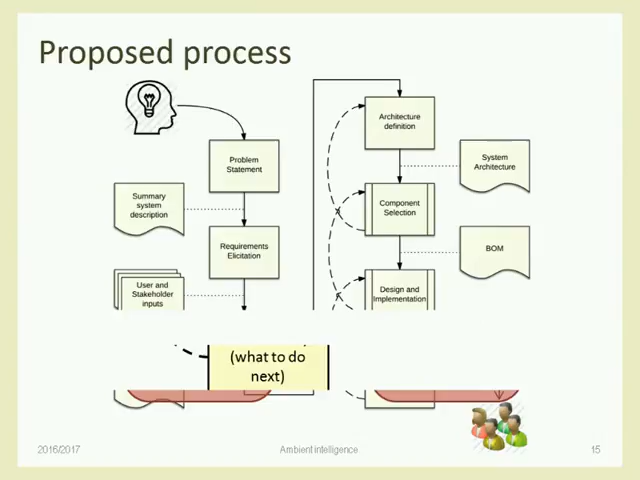 Proposed process
Problem
Statement
Summary
system
description
Requirements
Elicitation
User and
Stakeholder
inputs
(what to do
next)
Architecture
definition
System
Architecture
Component
Selection
BOM
Design and
Implementation
2016/2017
Ambient intelligence
15